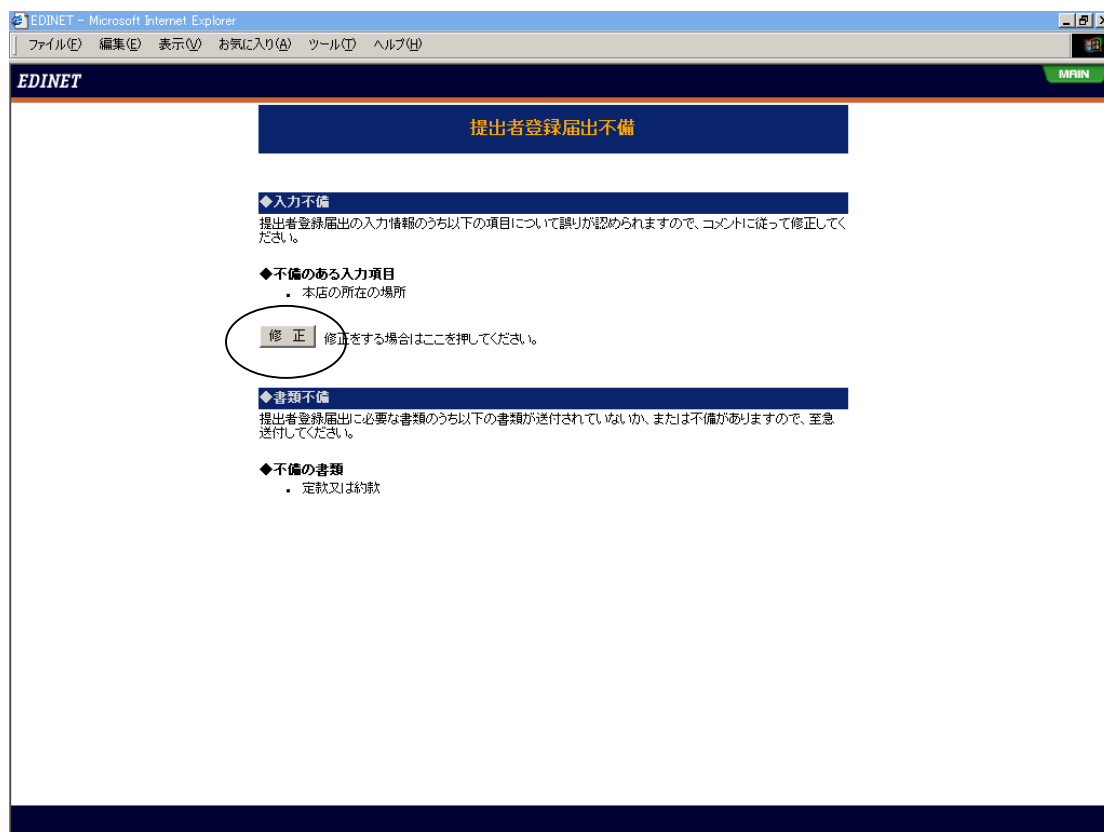 EDINET - Microsoft Internet Explorer
ファイル(F) 編集(E) 表示(V) お気に入り(A) ツール(T) ヘルプ(H)
EDINET
MAIN
提出者登録届出不備
◆入力不備
提出者登録届出の入力情報のうち以下の項目について誤りが認められますので、コメントに従って修正してく
ださい。
◆不備のある入力項目
• 本店の所在の場所
修 正 修正をする場合はここを押してください。
◆書類不備
提出者登録届出に必要な書類のうち以下の書類が送付されていないか、または不備がありますので、至急
送付してください。
◆不備の書類
• 定款又は約款